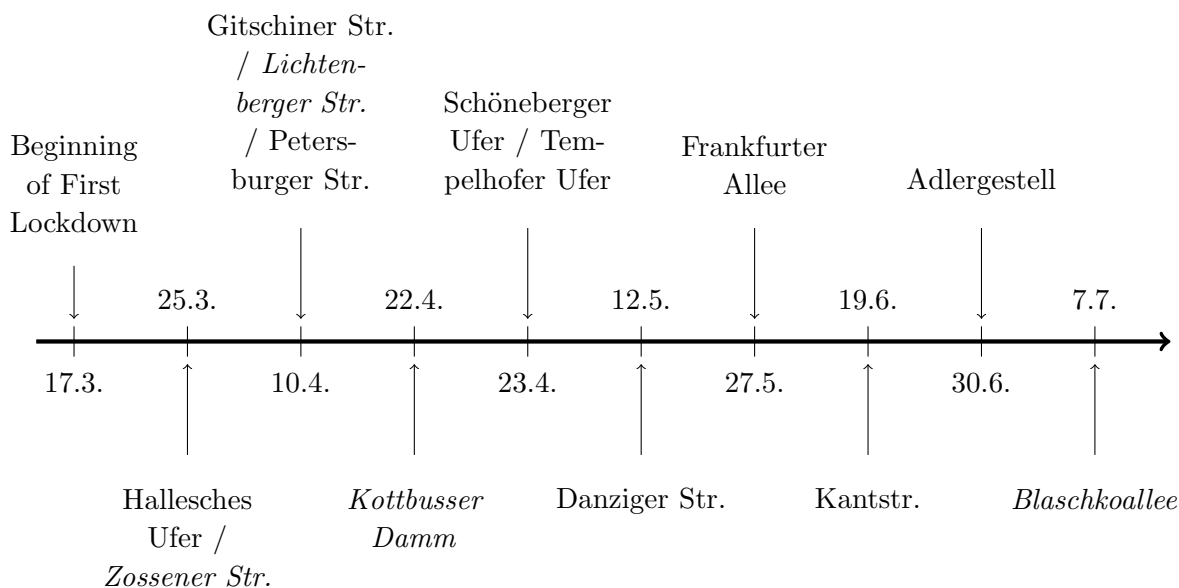 Gitschiner Str.
/ Lichten-
berger Str.
/ Peters-
burger Str.
Schöneberger
Ufer / Tem-
pelhofer Ufer
Beginning
of First
Lockdown
Frankfurter
Allee
Adlergestell
25.3.
22.4.
12.5.
19.6.
7.7.
17.3.
10.4.
23.4.
27.5.
30.6.
Hallesches
Ufer /
Zossener Str.
Kottbusser
Damm
Danziger Str.
Kantstr.
Blaschkoallee